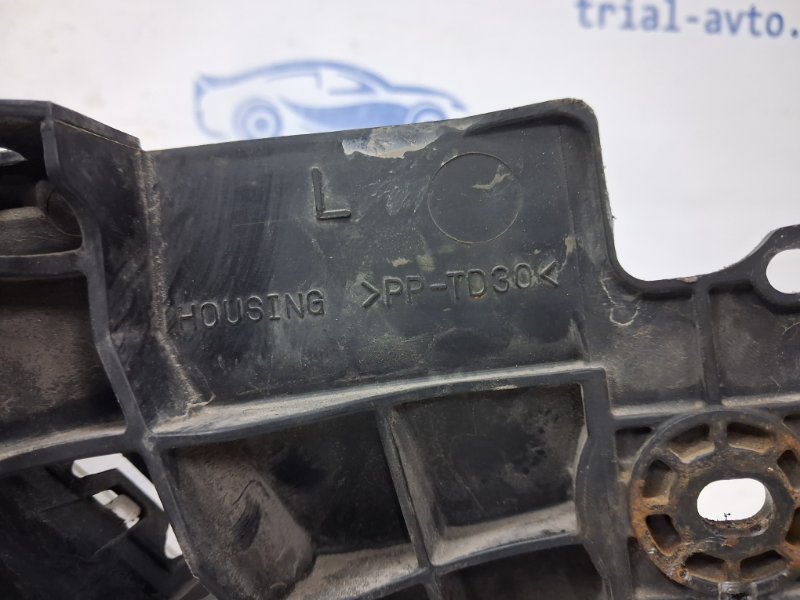 trial-avto.
L
HOUSING >PP-TD30<